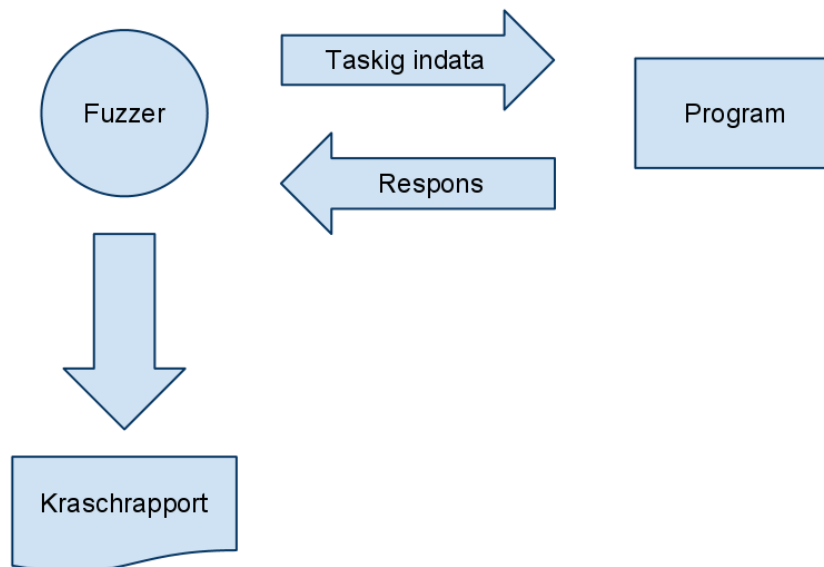 Fuzzer
Taskig indata
Program
Respons
Kraschrapport